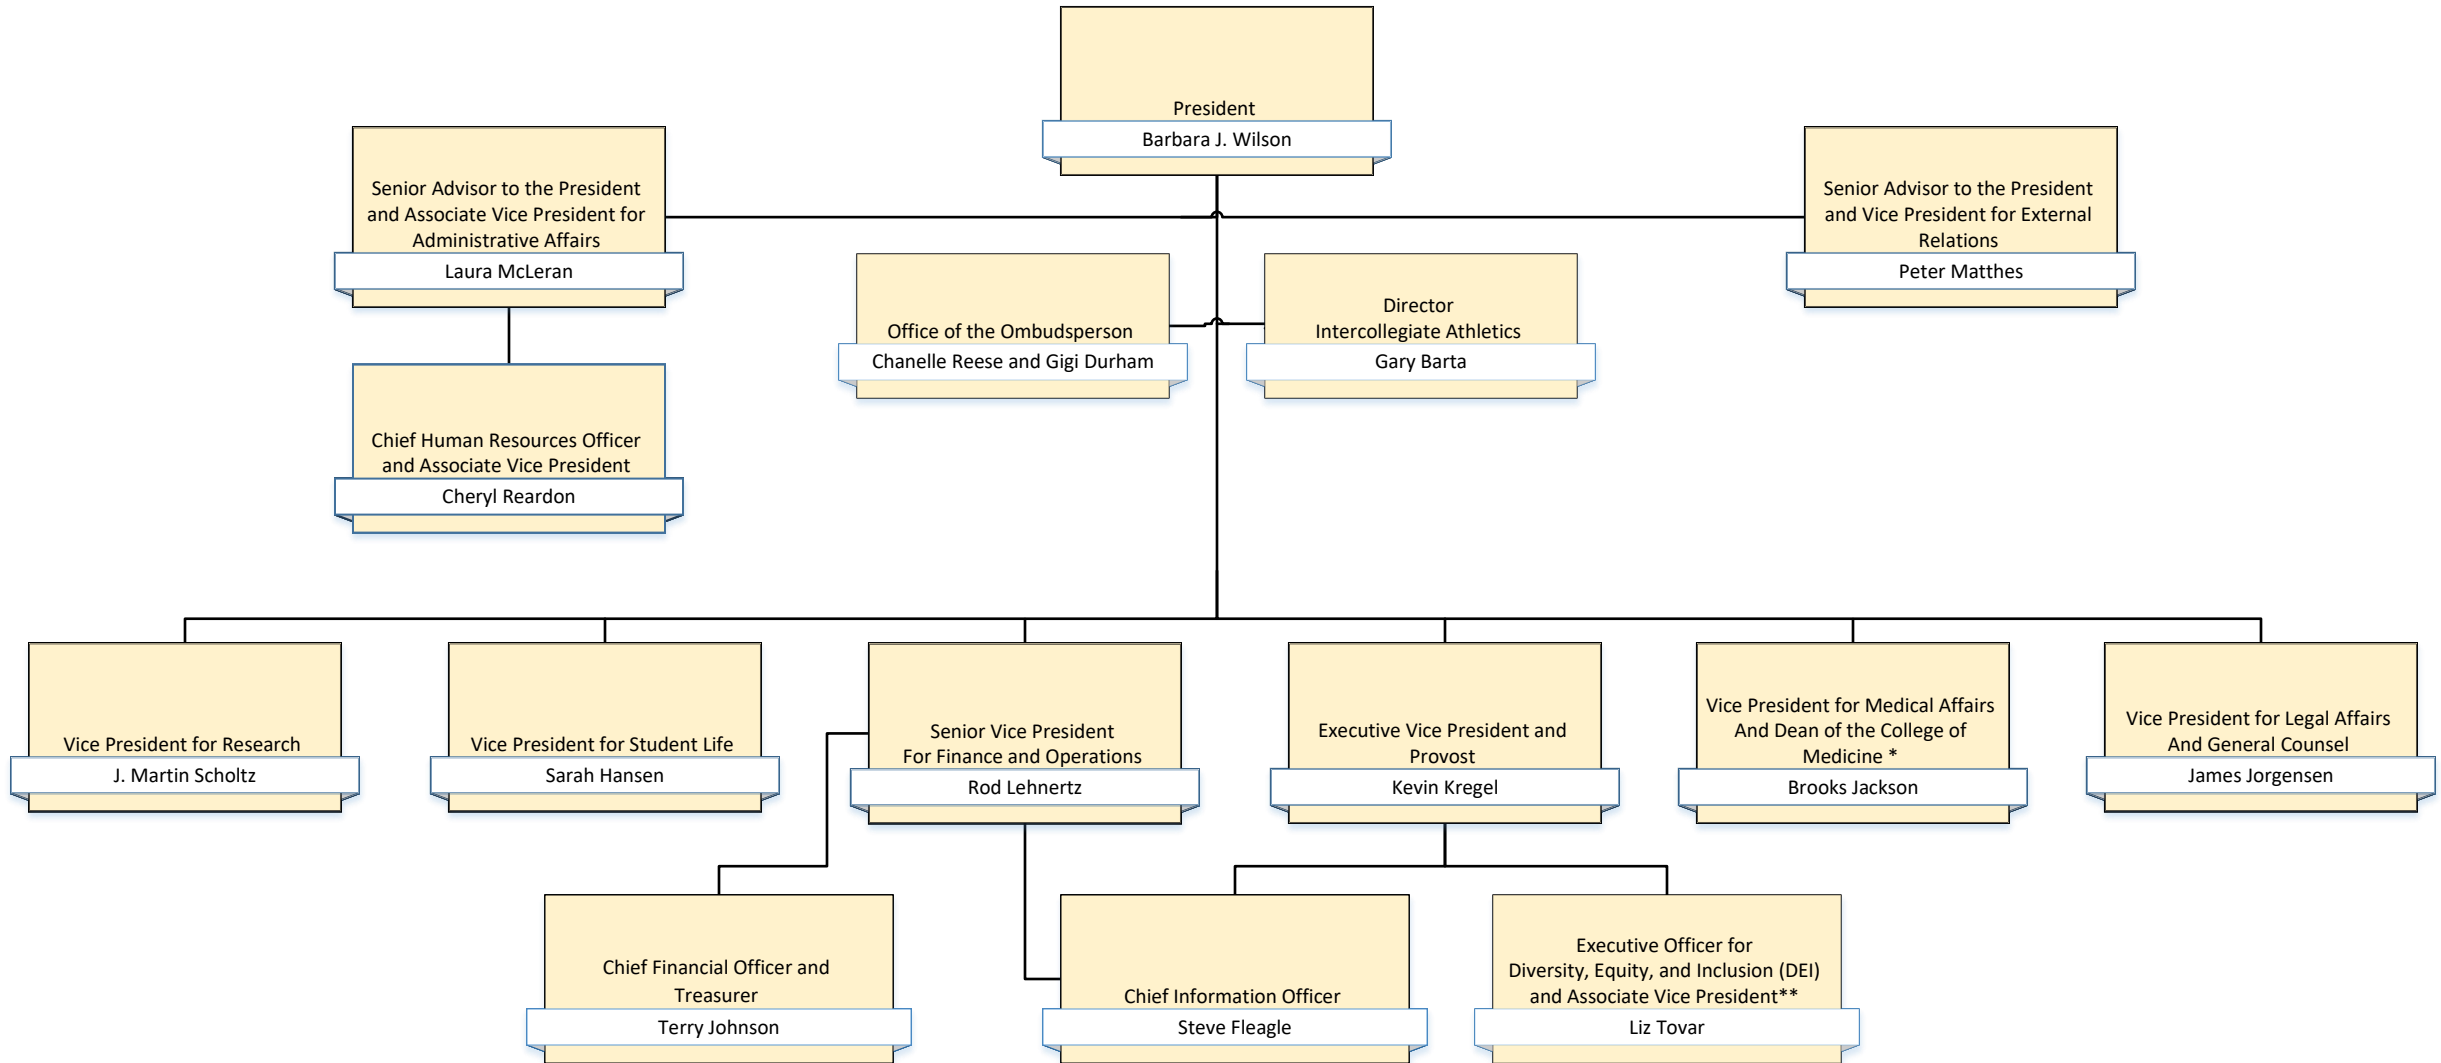 President
Barbara J. Wilson
Senior Advisor to the President
and Associate Vice President for
Administrative Affairs
Laura McLeran
Senior Advisor to the President
and Vice President for External
Relations
Peter Matthes
Office of the Ombudsperson
Chanelle Reese and Gigi Durham
Director
Intercollegiate Athletics
Gary Barta
Chief Human Resources Officer
and Associate Vice President
Cheryl Reardon
Vice President for Research
J. Martin Scholtz
Vice President for Student Life
Sarah Hansen
Senior Vice President
For Finance and Operations
Rod Lehnertz
Executive Vice President and
Provost
Kevin Kregel
Vice President for Medical Affairs
And Dean of the College of
Medicine *
Brooks Jackson
Vice President for Legal Affairs
And General Counsel
James Jorgensen
Chief Financial Officer and
Treasurer
Terry Johnson
Chief Information Officer
Steve Fleagle
Executive Officer for
Diversity, Equity, and Inclusion (DEI)
and Associate Vice President**
Liz Tovar